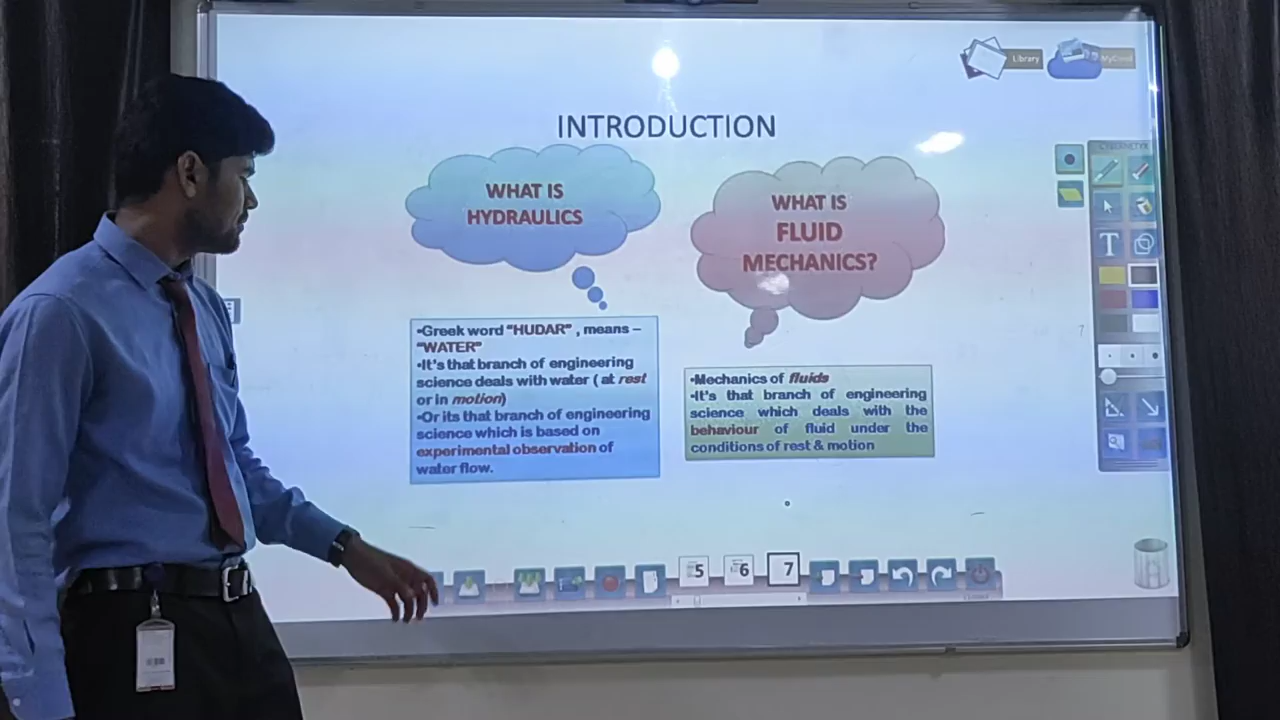 Library
MyCloud
INTRODUCTION
CYBERNETYX
WHAT IS
HYDRAULICS
WHAT IS
FLUID
MECHANICS?
•Greek word "HUDAR" , means –
"WATER"
•It's that branch of engineering
science deals with water ( at rest
or in motion)
•Or its that branch of engineering
science which is based on
experimental observation of
water flow.
•Mechanics of fluids
•It's that branch of engineering
science which deals with the
behaviour of fluid under the
conditions of rest & motion
T
7
5 6 7